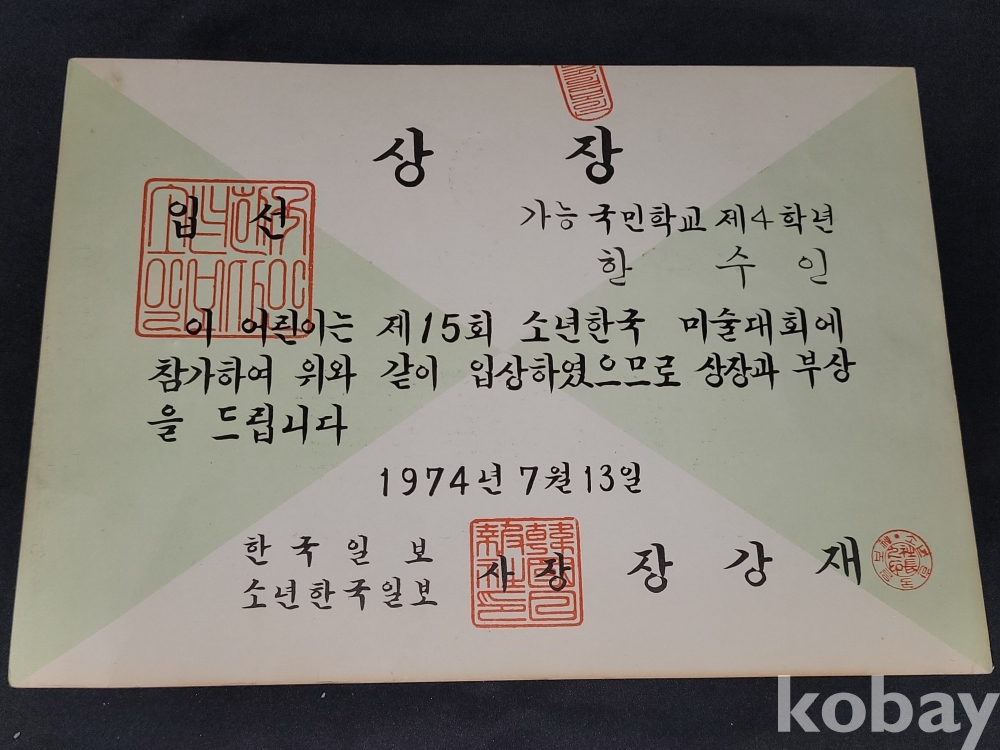 상 장
입 선
가능국민학교 제4학년
한 수 인
이 어린이는 제15회 소년한국 미술대회에
참가하여 위와 같이 입상하였으므로 상장과 부상
을 드립니다
1974년 7월 13일
한국일보
소년한국일보
사장 장강재
kobay